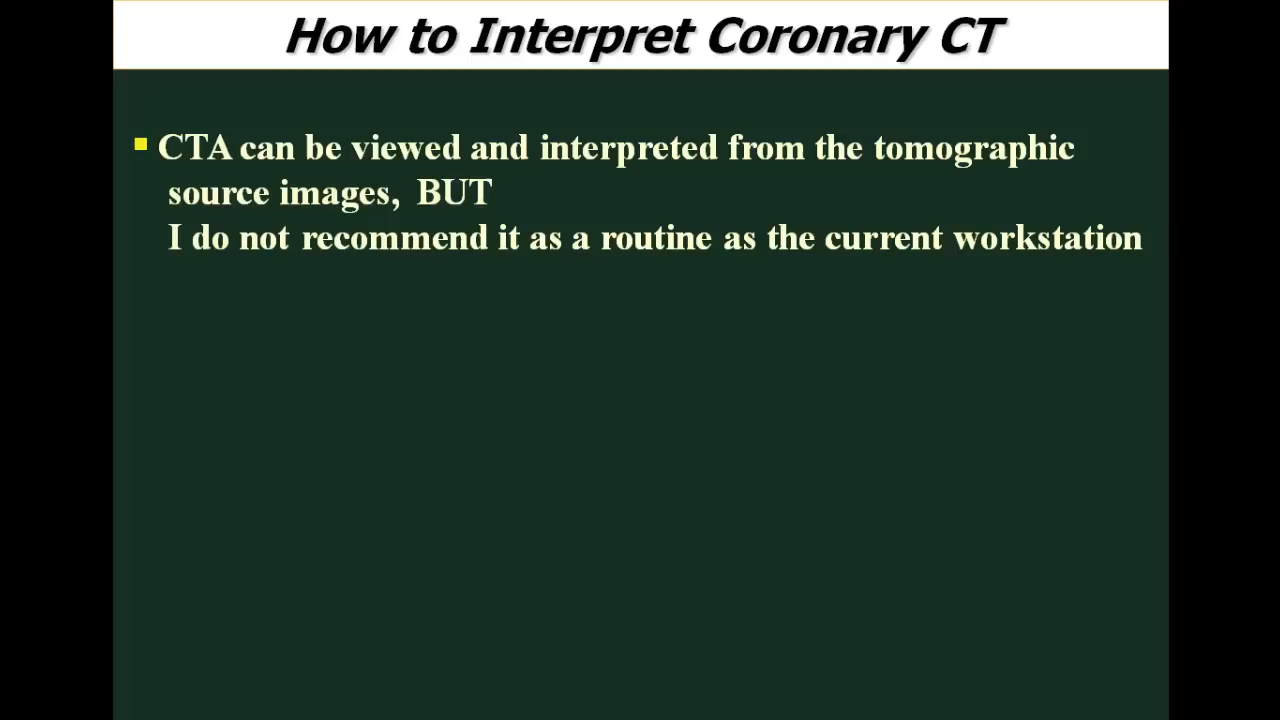 How to Interpret Coronary CT
CTA can be viewed and interpreted from the tomographic
source images, BUT
I do not recommend it as a routine as the current workstation